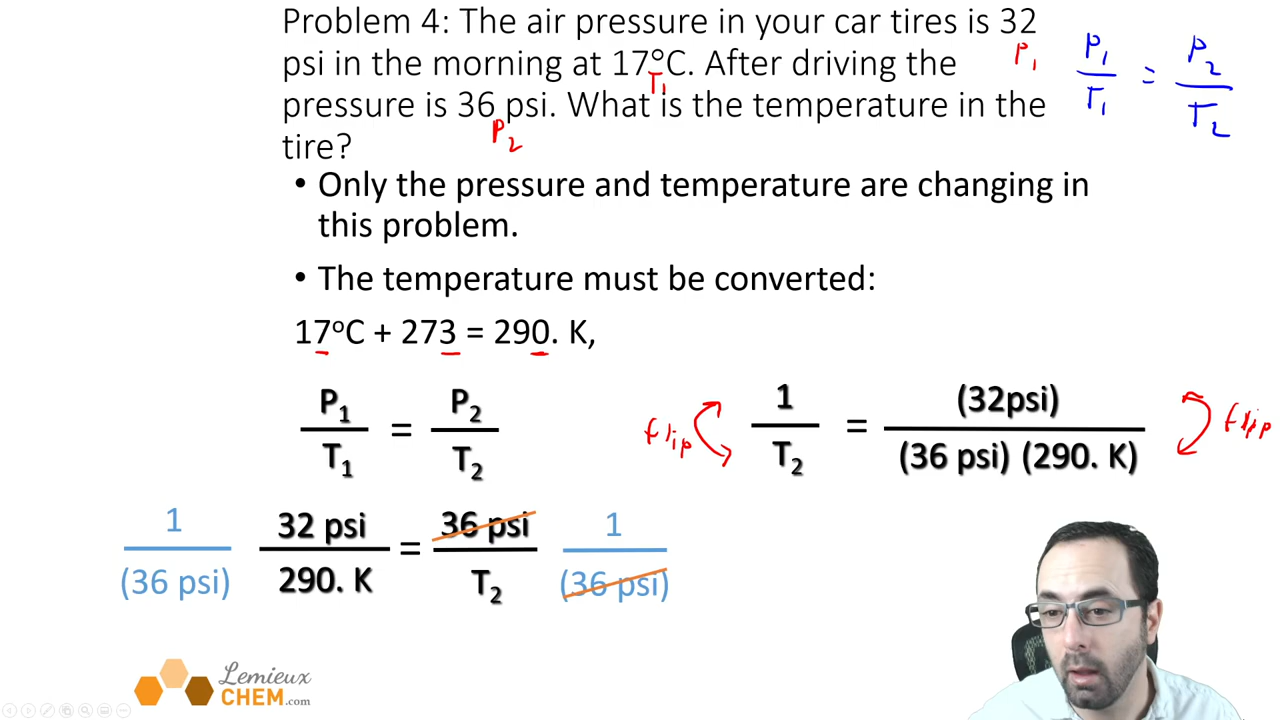 Problem 4: The air pressure in your car tires is 32
psi in the morning at 17°C. After driving the
pressure is 36 psi. What is the temperature in the
tire?
P1
T1
P2
P1 = P2
T1 T2
• Only the pressure and temperature are changing in
this problem.
• The temperature must be converted:
17°C + 273 = 290. K,
P₁ = P₂
T₁ T₂
flip
1 = (32psi)
T₂ (36 psi) (290. K)
flip
1 32 psi = 36 psi 1
(36 psi) 290. K T₂ (36 psi)
Lemieux
CHEM.com